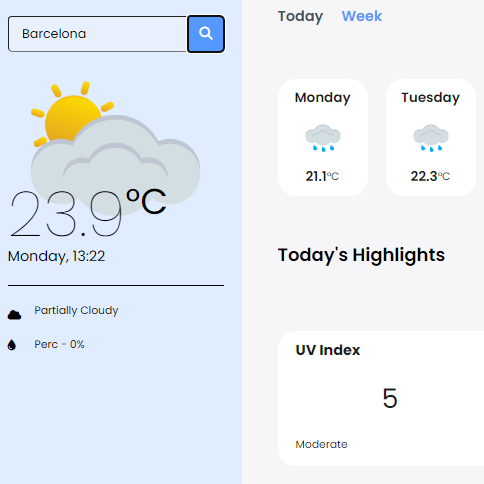 Barcelona
23.9°C
Monday, 13:22
Partially Cloudy
Perc - 0%
Today Week
Monday Tuesday
21.1°C 22.3°C
Today's Highlights
UV Index
5
Moderate